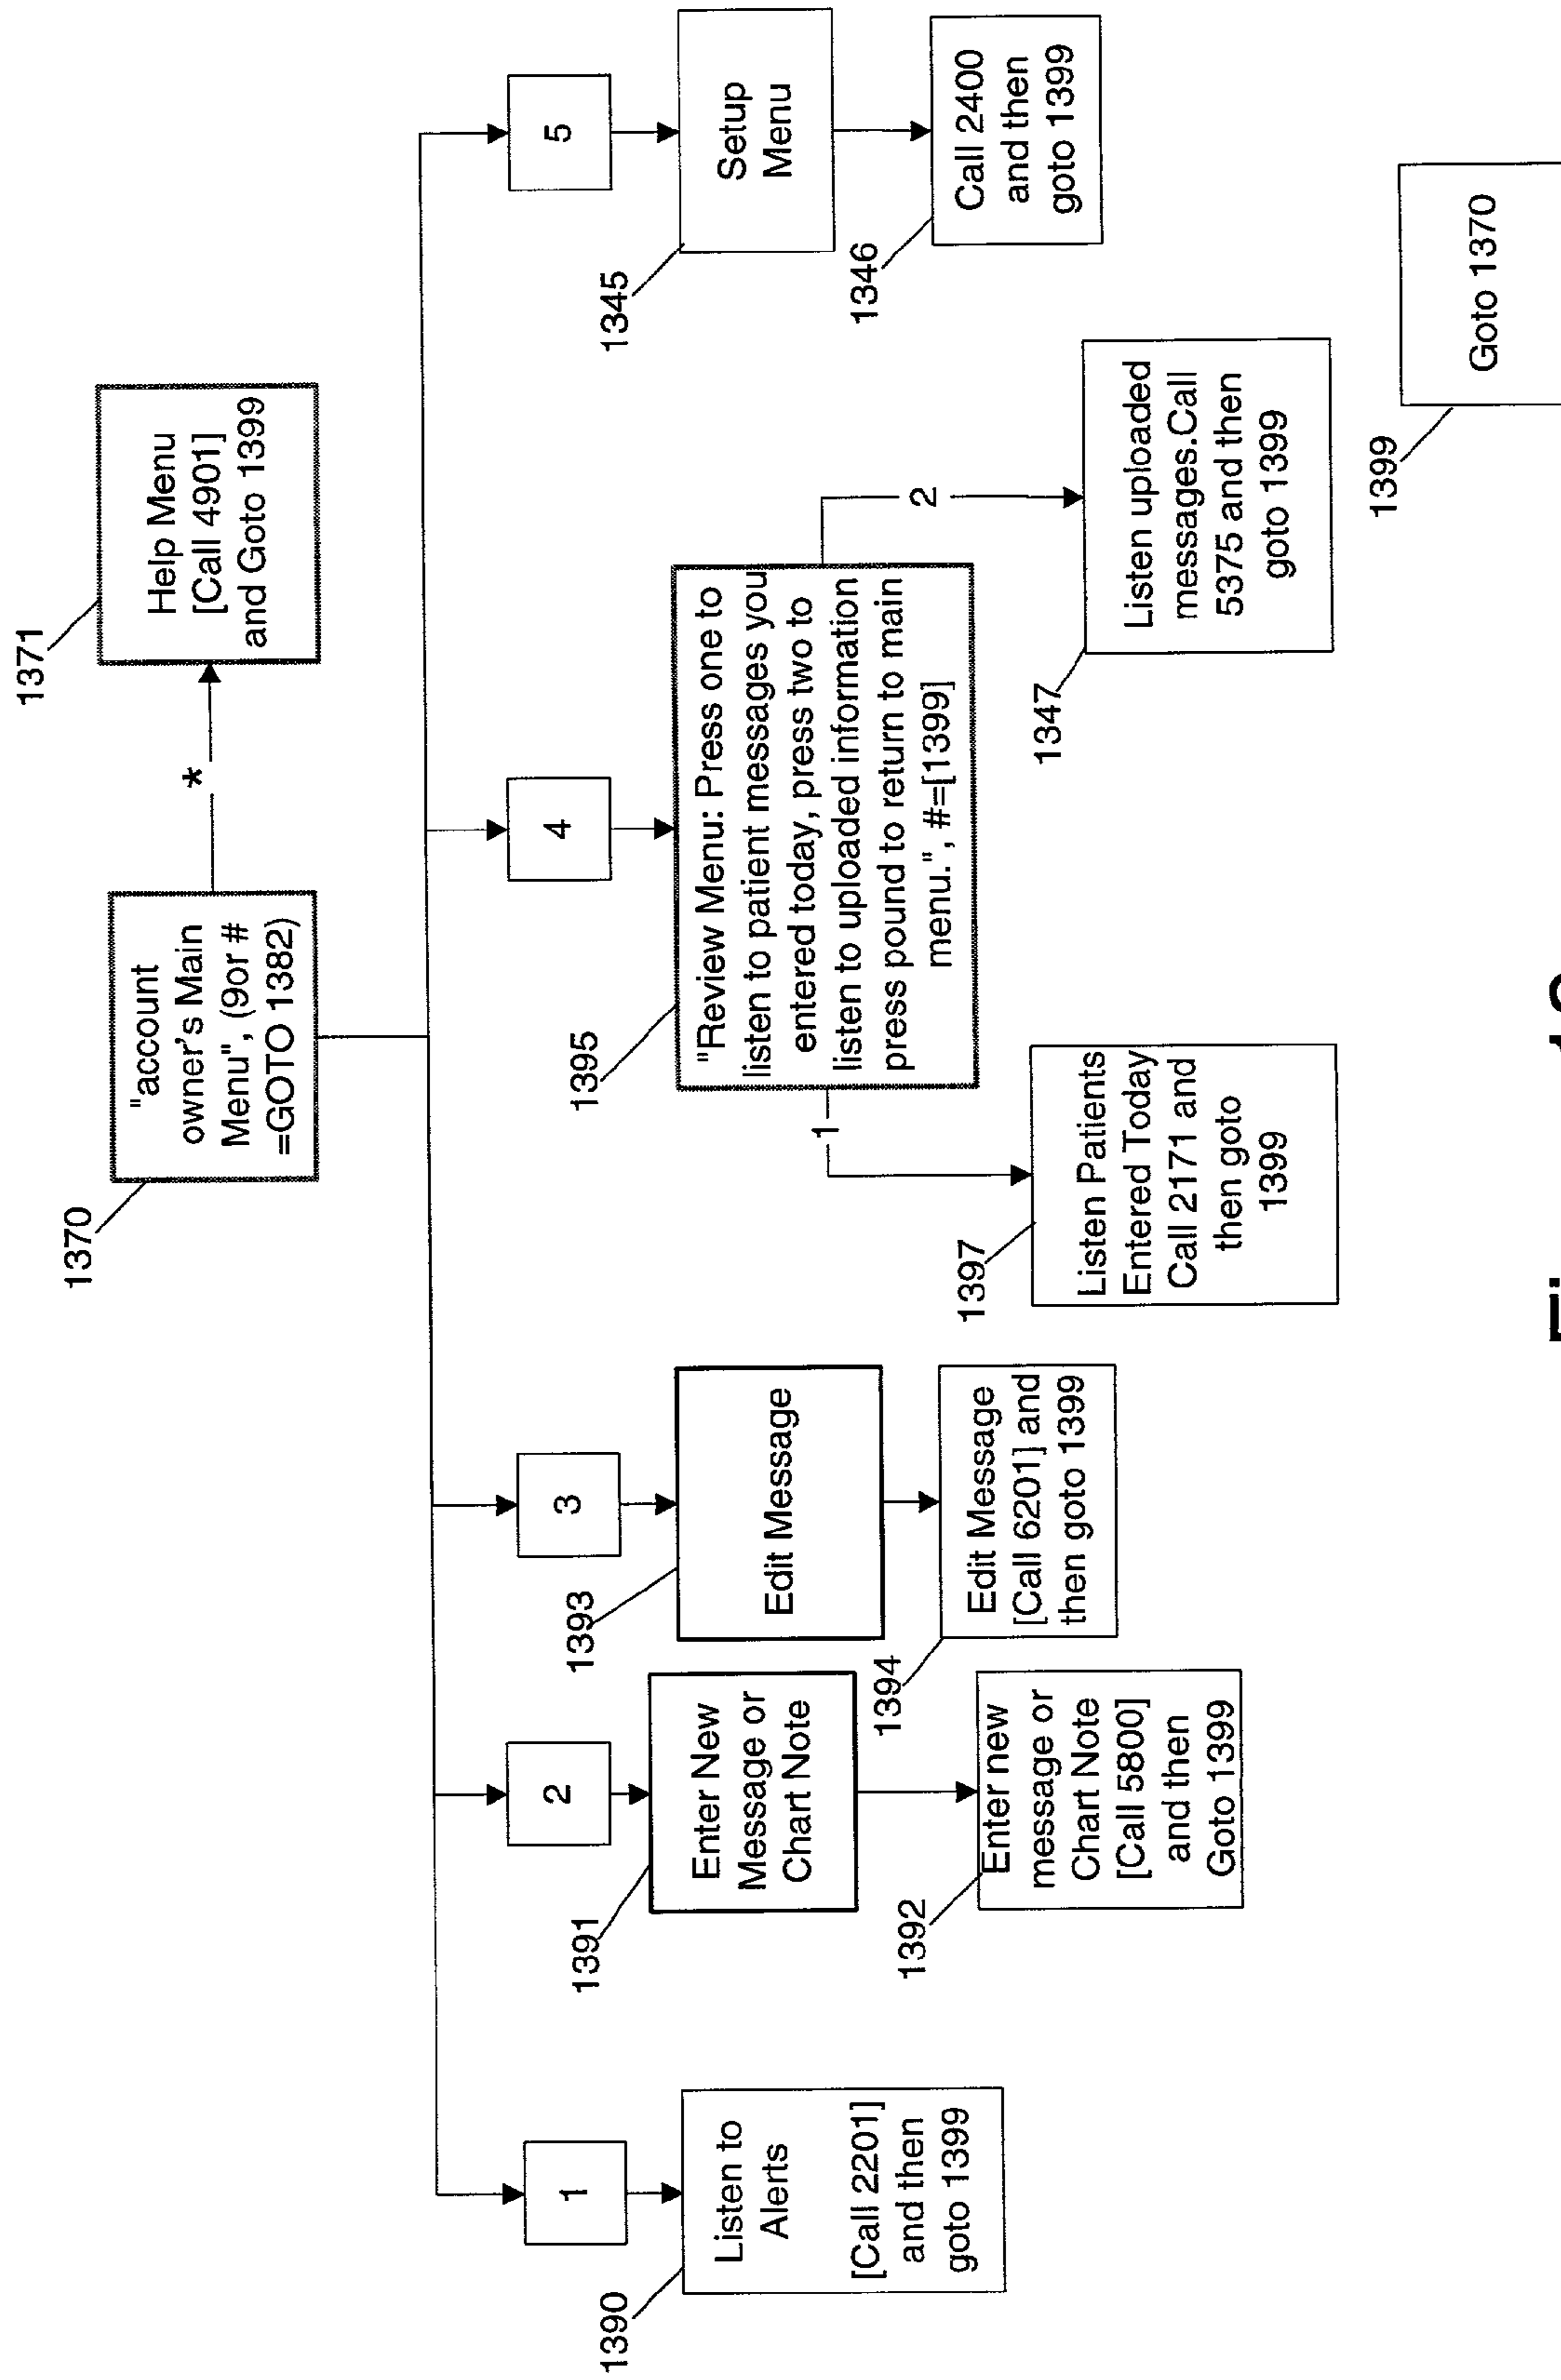 1370
"account
owner's Main
Menu", (9or #
=GOTO 1382)
*
1371
Help Menu
[Call 4901]
and Goto 1399
1
1390
Listen to
Alerts
[Call 2201]
and then
goto 1399
2
1391
Enter New
Message or
Chart Note
1392
Enter new
message or
Chart Note
[Call 5800]
and then
Goto 1399
3
1393
Edit Message
1394
Edit Message
[Call 6201] and
then goto 1399
4
1395
"Review Menu: Press one to
listen to patient messages you
entered today, press two to
listen to uploaded information
press pound to return to main
menu.", #=[1399]
1
1397
Listen Patients
Entered Today
Call 2171 and
then goto
1399
2
1347
Listen uploaded
messages.Call
5375 and then
goto 1399
5
1345
Setup
Menu
1346
Call 2400
and then
goto 1399
1399
Goto 1370